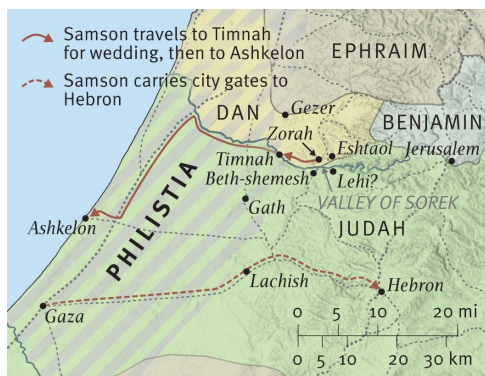 Samson travels to Timnah
for wedding, then to Ashkelon
Samson carries city gates to
Hebron
EPHRAIM
DAN
Gezer
BENJAMIN
Zorah
Eshtaol
Jerusalem
Timnah
Beth-shemesh
Lehi?
VALLEY OF SOREK
PHILISTIA
Gath
JUDAH
Ashkelon
Lachish
Hebron
Gaza
0 5 10 20 mi
0 5 10 20 30 km